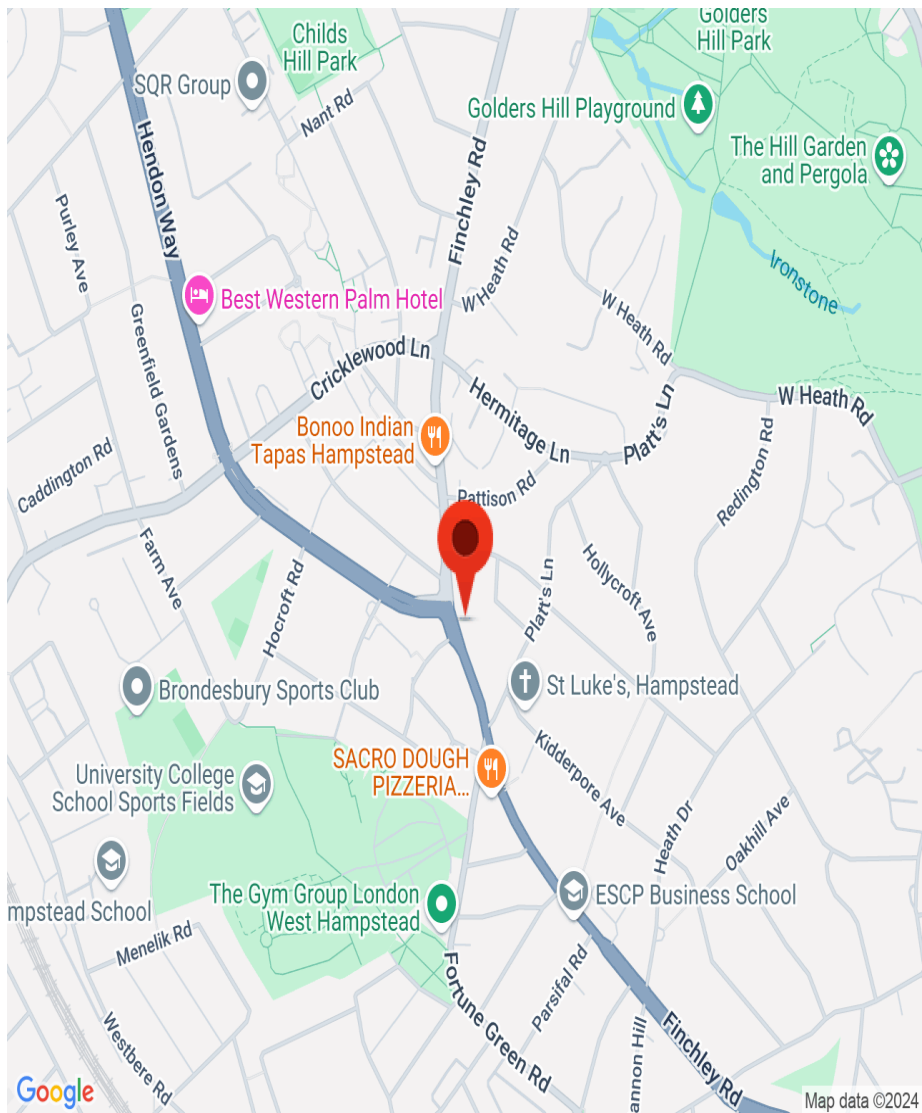 Childs
Hill Park
Golders
Hill Park
SQR Group
Nant Rd
Golders Hill Playground
Hendon Way
Finchley Rd
The Hill Garden
and Pergola
Purley Ave
W Heath Rd
Ironstone
Best Western Palm Hotel
Greenfield Gardens
W Heath Rd
Cricklewood Ln
Hermitage Ln
Platt's Ln
W Heath Rd
Bonoo Indian
Tapas Hampstead
Caddington Rd
Redington Rd
Pattison Rd
Farm Ave
Hocroft Rd
Platt's Ln
Hollycroft Ave
Brondesbury Sports Club
St Luke's, Hampstead
SACRO DOUGH
PIZZERIA...
Kidderpore Ave
University College
School Sports Fields
Heath Dr
Oakhill Ave
mpstead School
The Gym Group London
West Hampstead
ESCP Business School
Menelik Rd
Fortune Green Rd
Parsifal Rd
Westbere Rd
annon Hill
Finchley Rd
Google
Map data ©2024